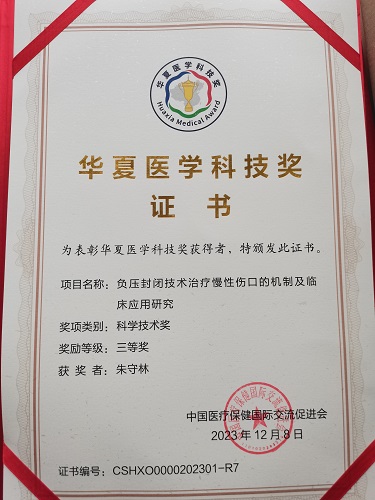 华夏医学科技奖
Huaxia Medical Award
华夏医学科技奖
证书
为表彰华夏医学科技奖获得者，特颁发此证书。
项目名称：负压封闭技术治疗慢性伤口的机制及临
床应用研究
奖项类别：科学技术奖
奖励等级：三等奖
获奖者：朱守林
中国医疗保健国际交流促进会
2023年12月8日
证书编号：CSHXO0000202301-R7